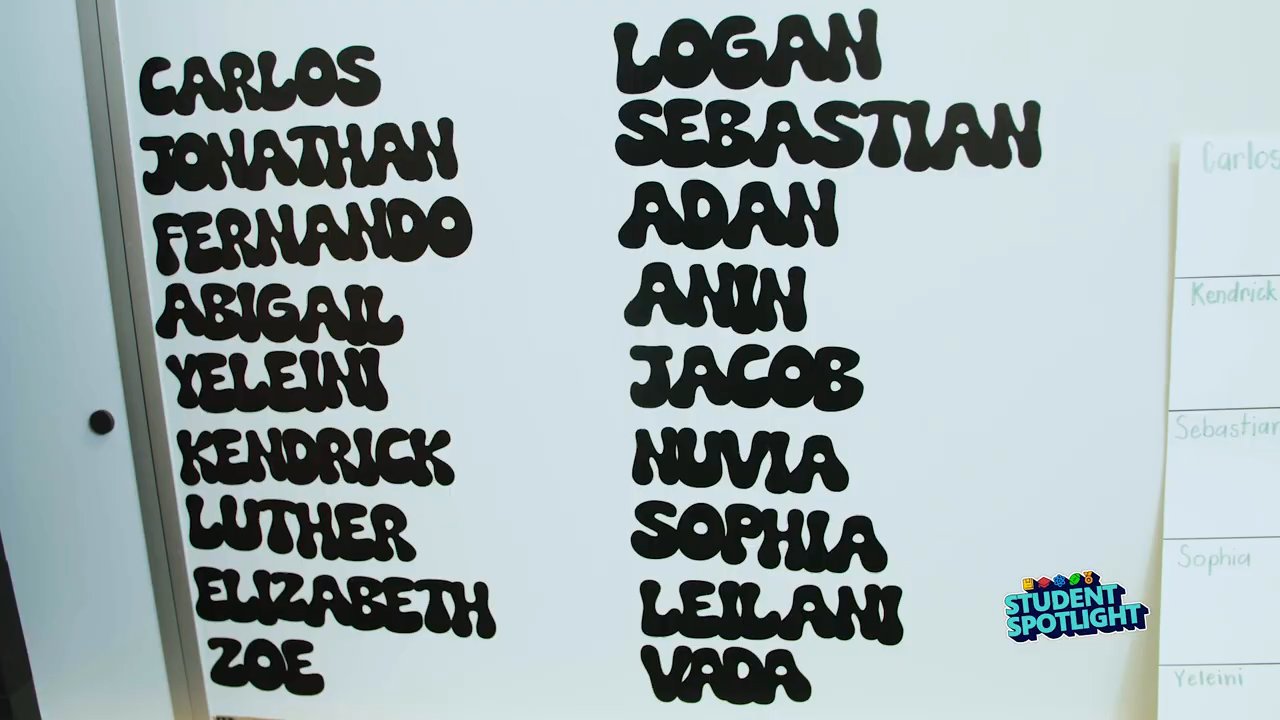 CARLOS
JONATHAN
FERNANDO
ABIGAIL
YELEINI
KENDRICK
LUTHER
ELIZABETH
ZOE
LOGAN
SEBASTIAN
ADAN
ANIN
JACOB
NUVIA
SOPHIA
LEILANI
VADA
Carlos
Kendrick
Sebastian
Sophia
Yeleini
STUDENT
SPOTLIGHT